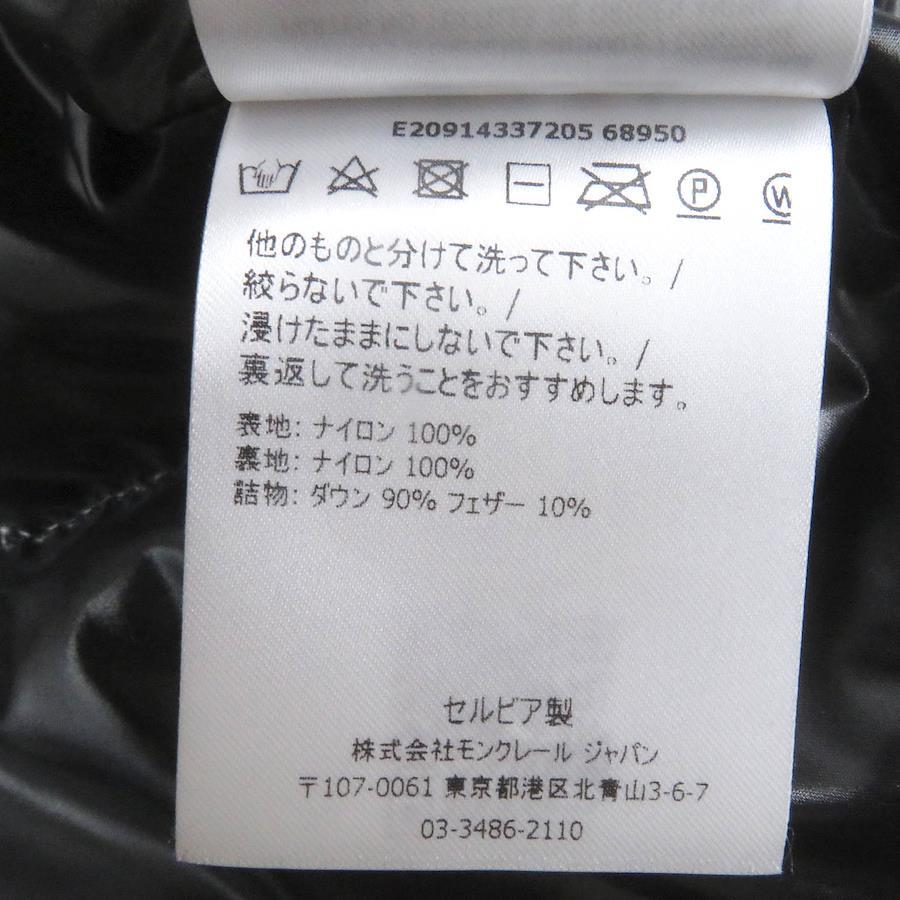 E20914337205 68950
他のものと分けて洗って下さい。/
絞らないで下さい。/
浸けたままにしないで下さい。/
裏返して洗うことをおすすめします。
表地: ナイロン 100%
裏地: ナイロン 100%
詰物: ダウン 90% フェザー 10%
セルビア製
株式会社モンクレール ジャパン
〒107-0061 東京都港区北青山3-6-7
03-3486-2110